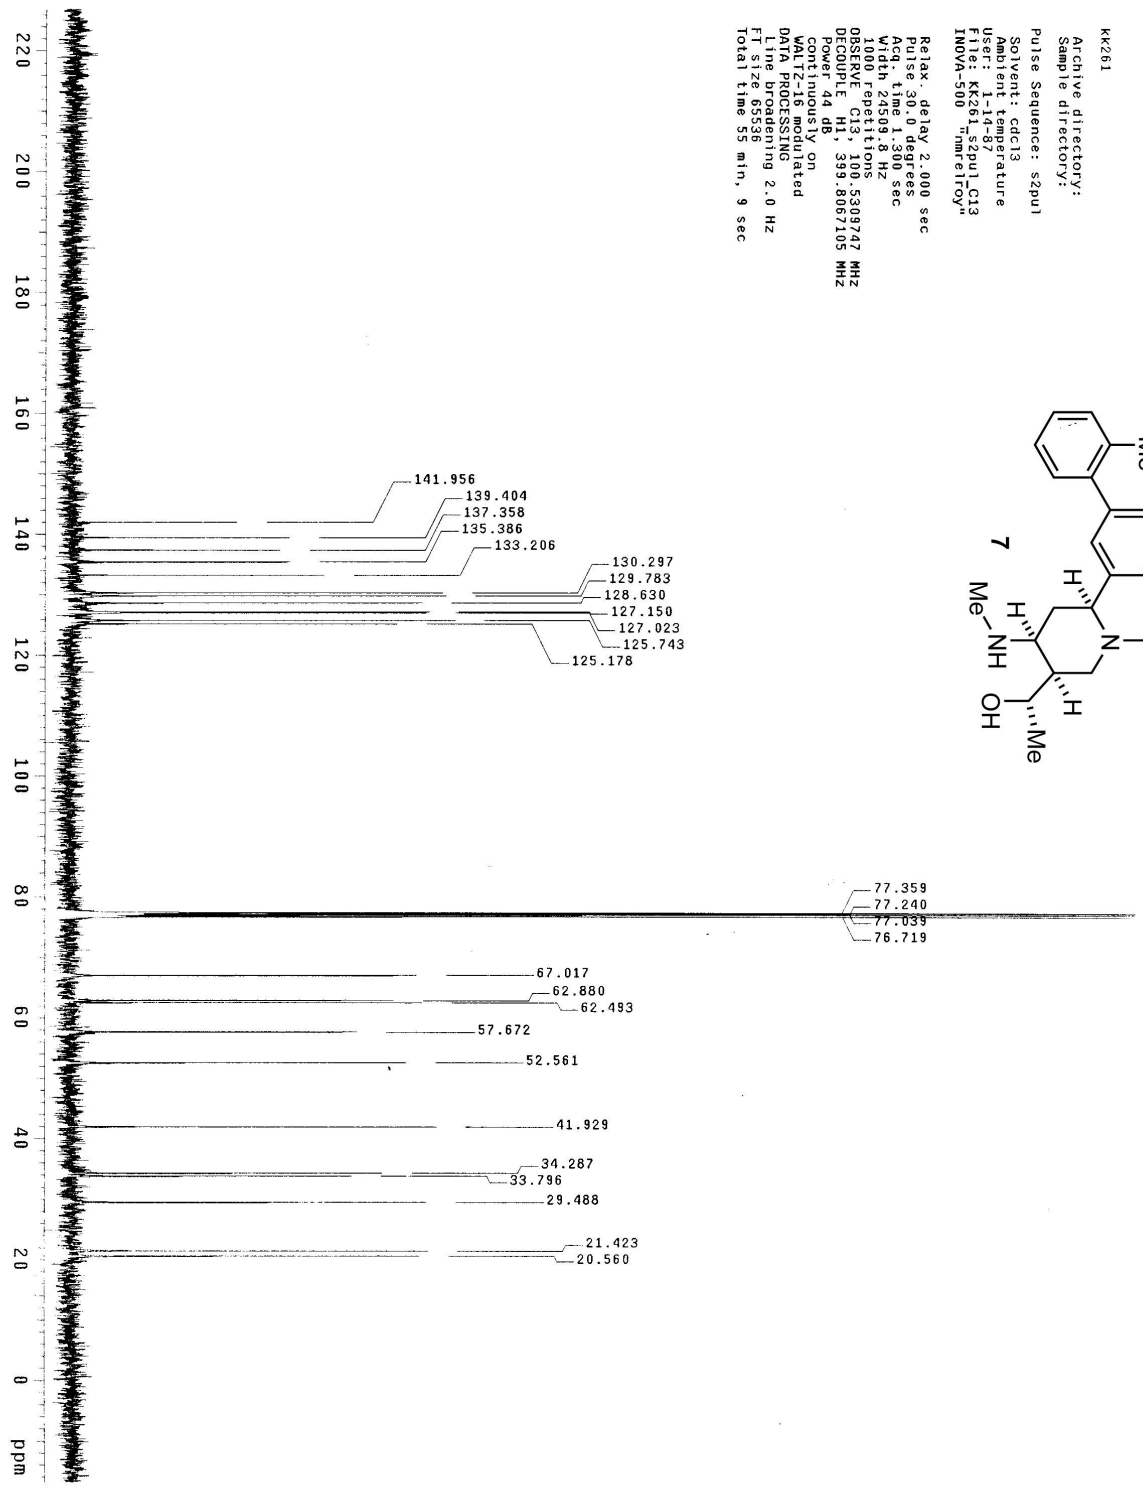 kk261
Archive directory:
Sample directory:
Pulse Sequence: s2pul
Solvent: cdcl3
Ambient temperature
User: 1-14-87
File: KK261_s2pul_C13
INOVA-500 "nmrelroy"
Relax. delay 2.000 sec
Pulse 30.0 degrees
Acq. time 1.300 sec
Width 24509.8 Hz
1000 repetitions
OBSERVE C13, 100.5309747 MHz
DECOUPLE H1, 399.8067105 MHz
Power 44 dB
continuously on
WALTZ-16 modulated
DATA PROCESSING
Line broadening 2.0 Hz
FT size 65536
Total time 55 min, 9 sec
7
H
H
N
H
Me
NH
OH
Me
141.956
139.404
137.358
135.386
133.206
130.297
129.783
128.630
127.150
127.023
125.743
125.178
77.359
77.240
77.039
76.719
67.017
62.880
62.493
57.672
52.561
41.929
34.287
33.796
29.488
21.423
20.560
220 200 180 160 140 120 100 80 60 40 20 0 ppm